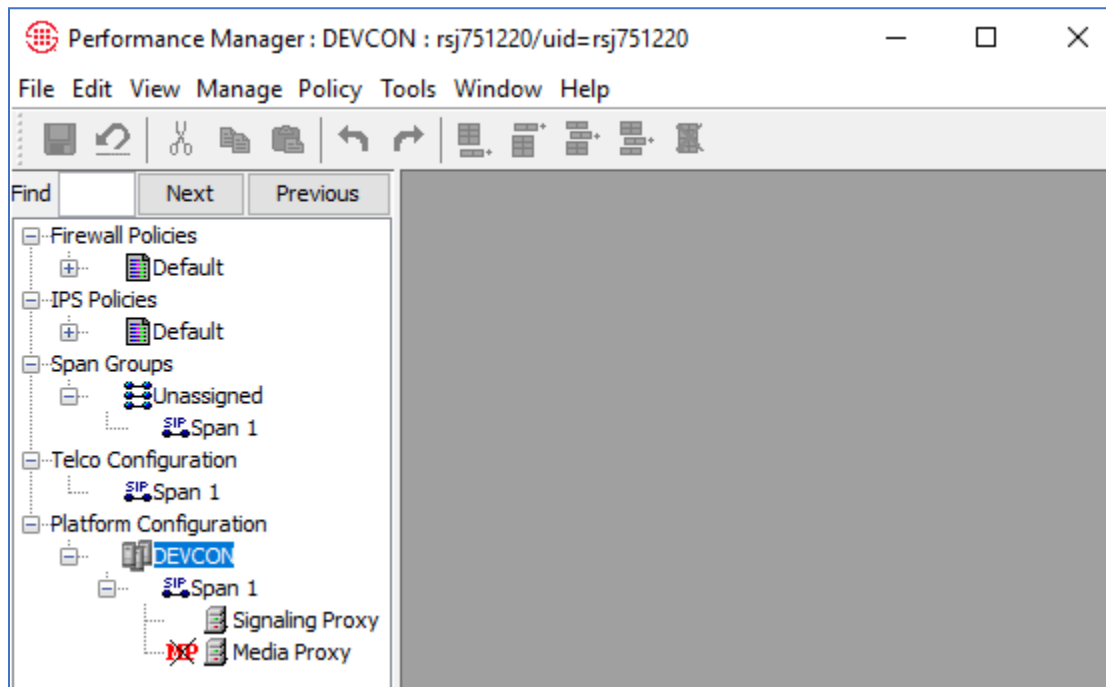 Performance Manager : DEVCON : rsj751220/uid=rsj751220
File Edit View Manage Policy Tools Window Help
Find Next Previous
Firewall Policies
Default
IPS Policies
Default
Span Groups
Unassigned
SIP Span 1
Telco Configuration
SIP Span 1
Platform Configuration
DEVCON
SIP Span 1
Signaling Proxy
MP Media Proxy